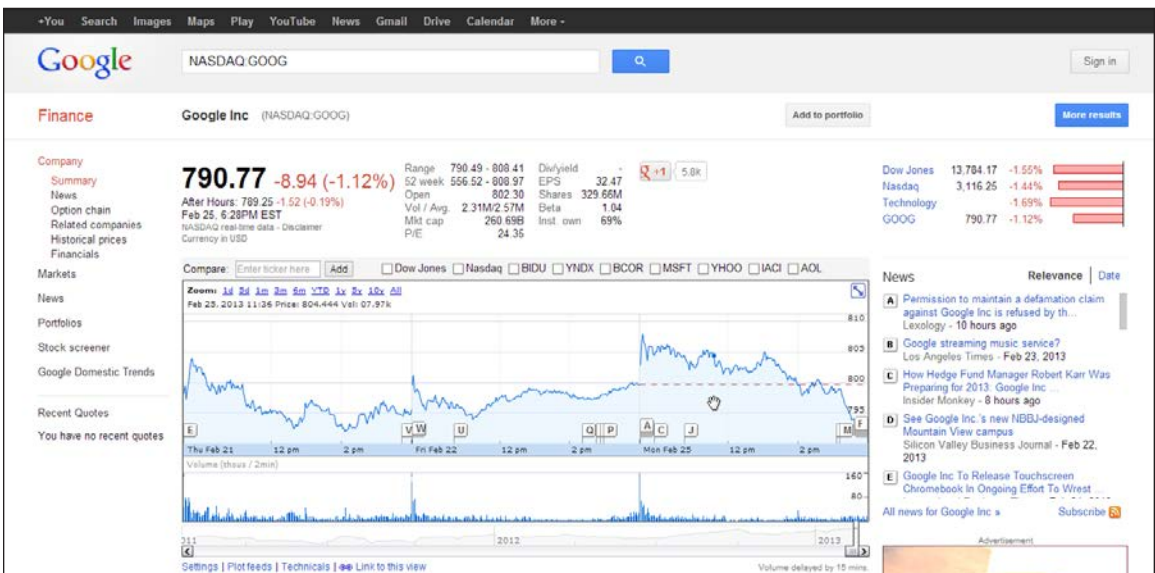 +You Search Images Maps Play YouTube News Gmail Drive Calendar More -
Google
NASDAQ:GOOG
Sign in
Finance
Google Inc (NASDAQ:GOOG)
Add to portfolio
More results
Company
Summary
News
Option chain
Related companies
Historical prices
Financials
Markets
News
Portfolios
Stock screener
Google Domestic Trends
Recent Quotes
You have no recent quotes
790.77 -8.94 (-1.12%)
After Hours: 789.25 -1.52 (-0.19%)
Feb 25, 6:28PM EST
NASDAQ real-time data - Disclaimer
Currency in USD
Range 790.49 - 808.41
52 week 556.52 - 808.97
Open 802.30
Vol / Avg. 2.31M/2.57M
Mkt cap 260.69B
P/E 24.35
Div/yield -
EPS 32.47
Shares 329.66M
Beta 1.04
Inst. own 69%
+1 5.8k
Dow Jones 13,784.17 -1.55%
Nasdaq 3,116.25 -1.44%
Technology -1.69%
GOOG 790.77 -1.12%
Compare: Enter ticker here Add Dow Jones Nasdaq BIDU YNDX BCOR MSFT YHOO IACI AOL
Zoom: 1d 5d 1m 3m 6m YTD 1y 5y 10y All
Feb 25, 2013 11:36 Price: 804.444 Vol: 07.97k
810
805
800
795
E V W U Q P A C J M F
Thu Feb 21 12 pm 2 pm Fri Feb 22 12 pm 2 pm Mon Feb 25 12 pm 2 pm
Volume (thous / 2min)
160
80
2012 2013
Settings | Plot feeds | Technicals | Link to this view
Volume delayed by 15 mins.
News Relevance | Date
A Permission to maintain a defamation claim
against Google Inc is refused by th...
Lexology - 10 hours ago
B Google streaming music service?
Los Angeles Times - Feb 23, 2013
C How Hedge Fund Manager Robert Karr Was
Preparing for 2013: Google Inc ...
Insider Monkey - 8 hours ago
D See Google Inc.'s new NBBJ-designed
Mountain View campus
Silicon Valley Business Journal - Feb 22,
2013
E Google Inc To Release Touchscreen
Chromebook In Ongoing Effort To Wrest ...
All news for Google Inc »
Subscribe
Advertisement